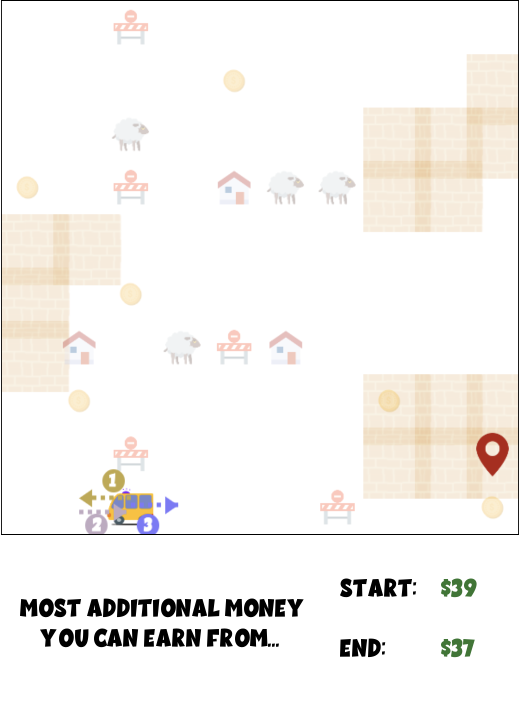 1
2
3
MOST ADDITIONAL MONEY
YOU CAN EARN FROM...
START: $39
END: $37